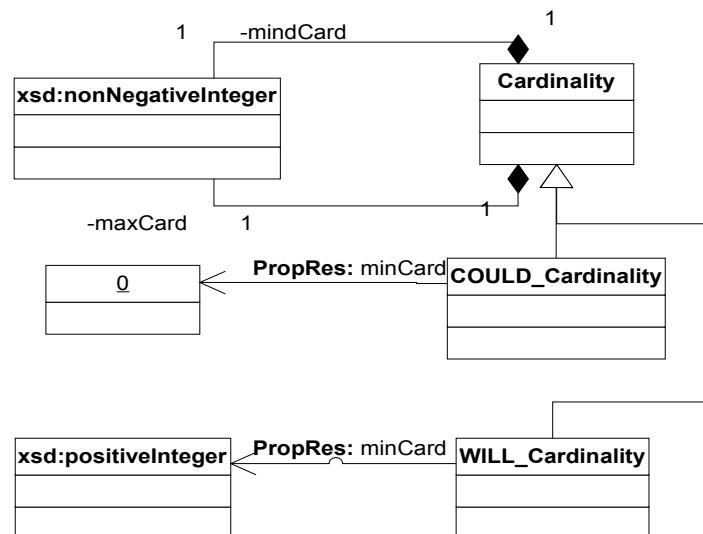 1
-mindCard
1
xsd:nonNegativeInteger
Cardinality
-maxCard
1
1
0
PropRes: minCard
COULD_Cardinality
xsd:positiveInteger
PropRes: minCard
WILL_Cardinality